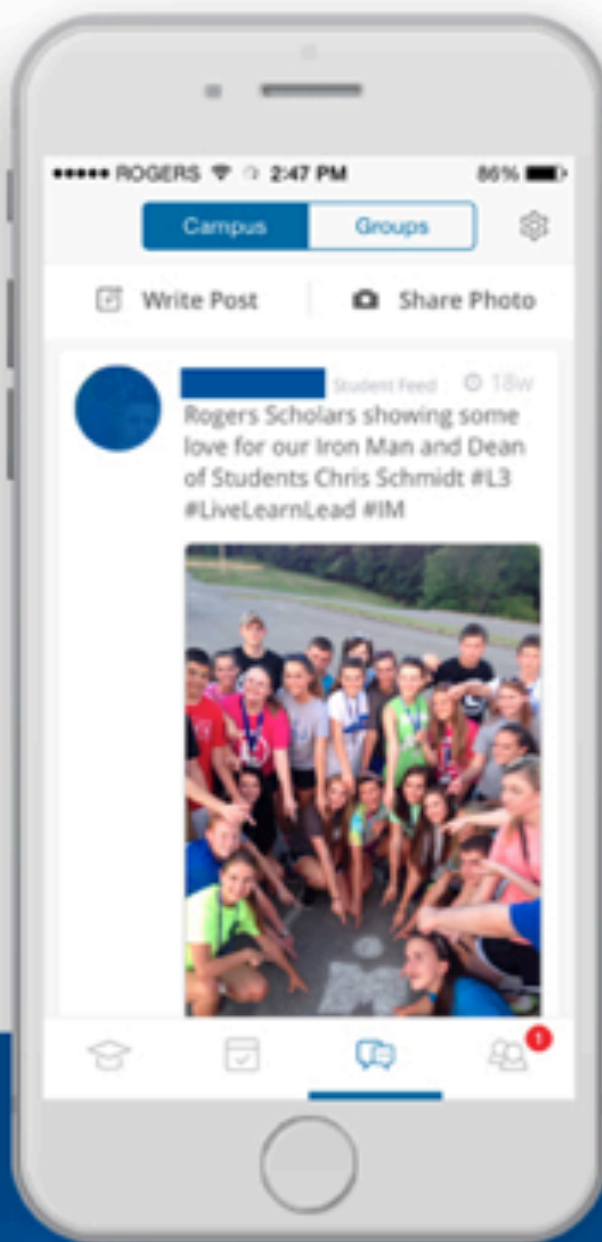 ROGERS 2:47 PM 86%
Campus Groups
Write Post Share Photo
Student Feed 18w
Rogers Scholars showing some
love for our Iron Man and Dean
of Students Chris Schmidt #L3
#LiveLearnLead #IM
1